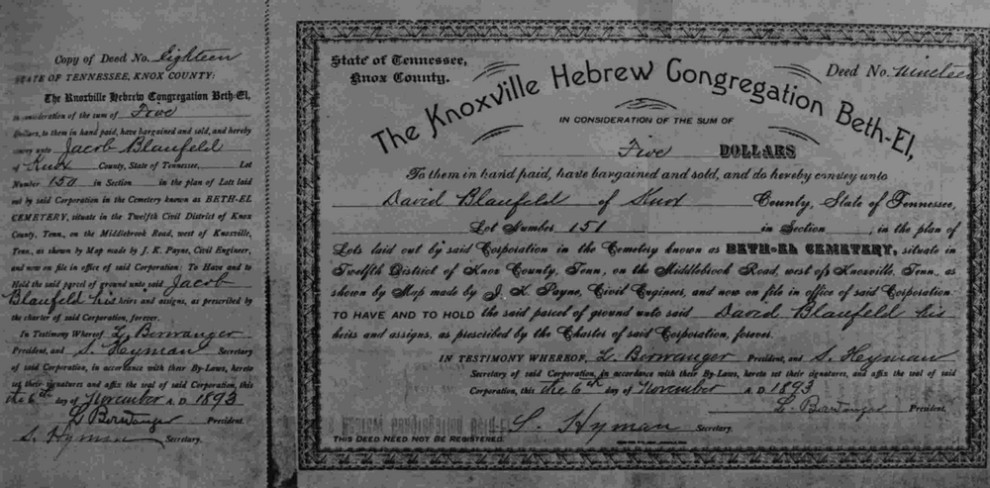 Copy of Deed No. Eighteen
STATE OF TENNESSEE, KNOX COUNTY:
The Knoxville Hebrew Congregation Beth-El,
in consideration of the sum of Five
Dollars, to them in hand paid, have bargained and sold, and hereby
convey unto Jacob Blaufeld
of Knox County, State of Tennessee, Lot
Number 150 in Section in the plan of Lots laid
out by said Corporation in the Cemetery known as BETH-EL
CEMETERY, situate in the Twelfth Civil District of Knox
County, Tenn., on the Middlebrook Road, west of Knoxville,
Tenn., as shown by Map made by J. K. Payne, Civil Engineer,
and now on file in office of said Corporation: To Have and to
Hold the said parcel of ground unto said Jacob
Blaufeld his heirs and assigns, as prescribed by
the charter of said Corporation, forever.
In Testimony Whereof L. Berwanger
President, and S. Heyman Secretary
of said Corporation, in accordance with their By-Laws, hereto
set their signatures and affix the seal of said Corporation, this
the 6th day of November A. D. 1893
L. Berwanger President.
S. Hyman Secretary.
State of Tennessee,
Knox County.
Deed No. Nineteen
The Knoxville Hebrew Congregation Beth-El,
IN CONSIDERATION OF THE SUM OF
Five DOLLARS
To them in hand paid, have bargained and sold, and do hereby convey unto
David Blaufeld of Knox County, State of Tennessee,
Lot Number 151 in Section , in the plan of
Lots laid out by said Corporation in the Cemetery known as BETH-EL CEMETERY, situate in
Twelfth District of Knox County, Tenn., on the Middlebrook Road, west of Knoxville, Tenn., as
shown by Map made by J. K. Payne, Civil Engineer, and now on file in office of said Corporation:
TO HAVE AND TO HOLD the said parcel of ground unto said David Blaufeld his
heirs and assigns, as prescribed by the Charter of said Corporation, forever.
IN TESTIMONY WHEREOF, L. Berwanger President, and S. Heyman
Secretary of said Corporation, in accordance with their By-Laws, hereto set their signatures, and affix the seal of said
Corporation, this the 6th day of November A D 1893
L. Berwanger President.
S. Hyman Secretary.
THIS DEED NEED NOT BE REGISTERED.